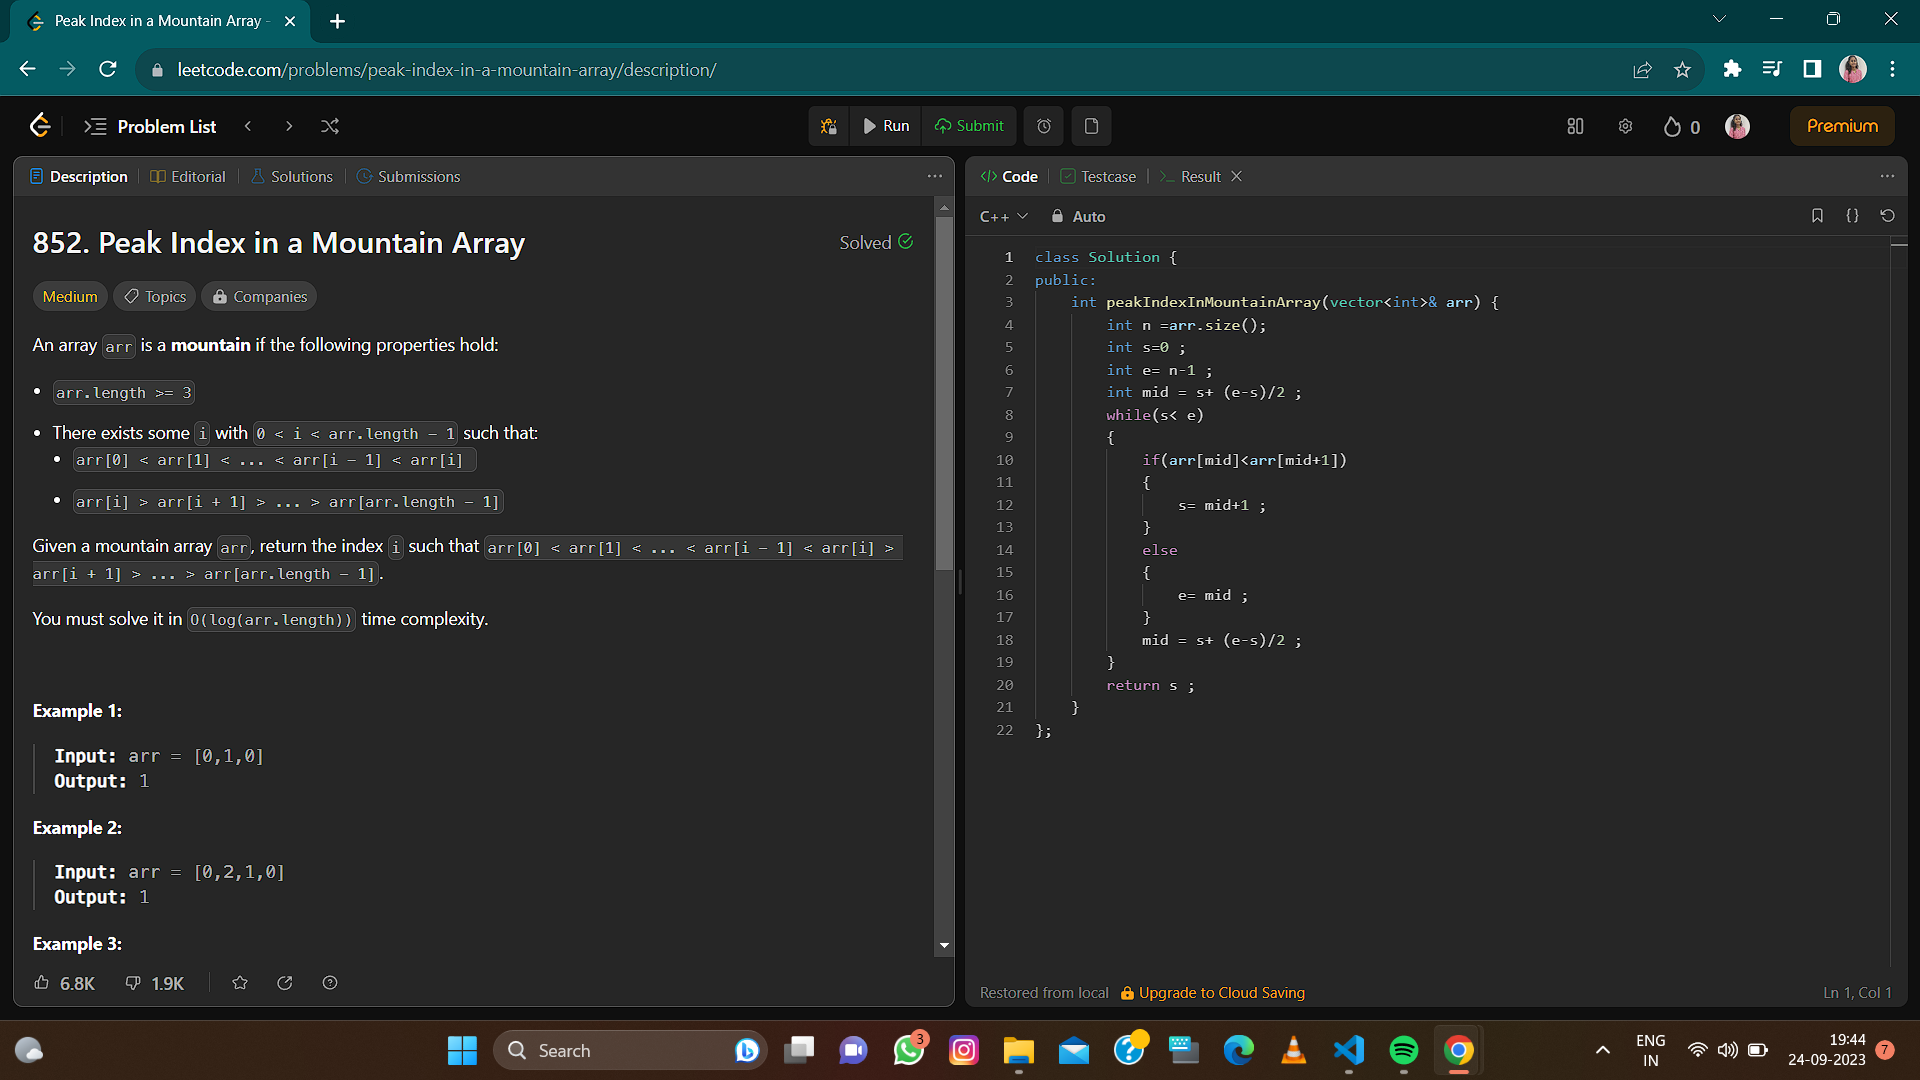 Peak Index in a Mountain Array -
leetcode.com/problems/peak-index-in-a-mountain-array/description/
Problem List
Run
Submit
0
Premium
Description
Editorial
Solutions
Submissions
852. Peak Index in a Mountain Array
Solved
Medium
Topics
Companies
An array arr is a mountain if the following properties hold:
• arr.length >= 3
• There exists some i with 0 < i < arr.length - 1 such that:
• arr[0] < arr[1] < ... < arr[i - 1] < arr[i]
• arr[i] > arr[i + 1] > ... > arr[arr.length - 1]
Given a mountain array arr, return the index i such that arr[0] < arr[1] < ... < arr[i - 1] < arr[i] >
arr[i + 1] > ... > arr[arr.length - 1].
You must solve it in O(log(arr.length)) time complexity.
Example 1:
Input: arr = [0,1,0]
Output: 1
Example 2:
Input: arr = [0,2,1,0]
Output: 1
Example 3:
6.8K
1.9K
</> Code
Testcase
>_ Result
C++
Auto
1 class Solution {
2 public:
3 int peakIndexInMountainArray(vector<int>& arr) {
4 int n =arr.size();
5 int s=0 ;
6 int e= n-1 ;
7 int mid = s+ (e-s)/2 ;
8 while(s< e)
9 {
10 if(arr[mid]<arr[mid+1])
11 {
12 s= mid+1 ;
13 }
14 else
15 {
16 e= mid ;
17 }
18 mid = s+ (e-s)/2 ;
19 }
20 return s ;
21 }
22 };
Restored from local
Upgrade to Cloud Saving
Ln 1, Col 1
Search
3
ENG
IN
19:44
24-09-2023
7